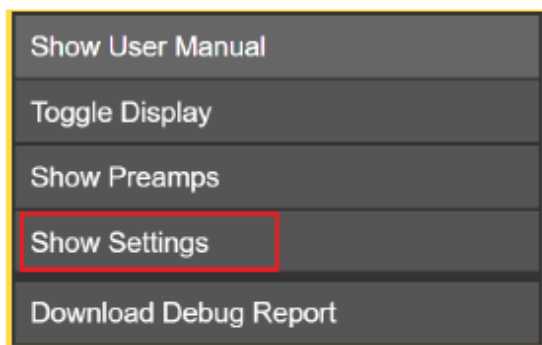 Show User Manual
Toggle Display
Show Preamps
Show Settings
Download Debug Report